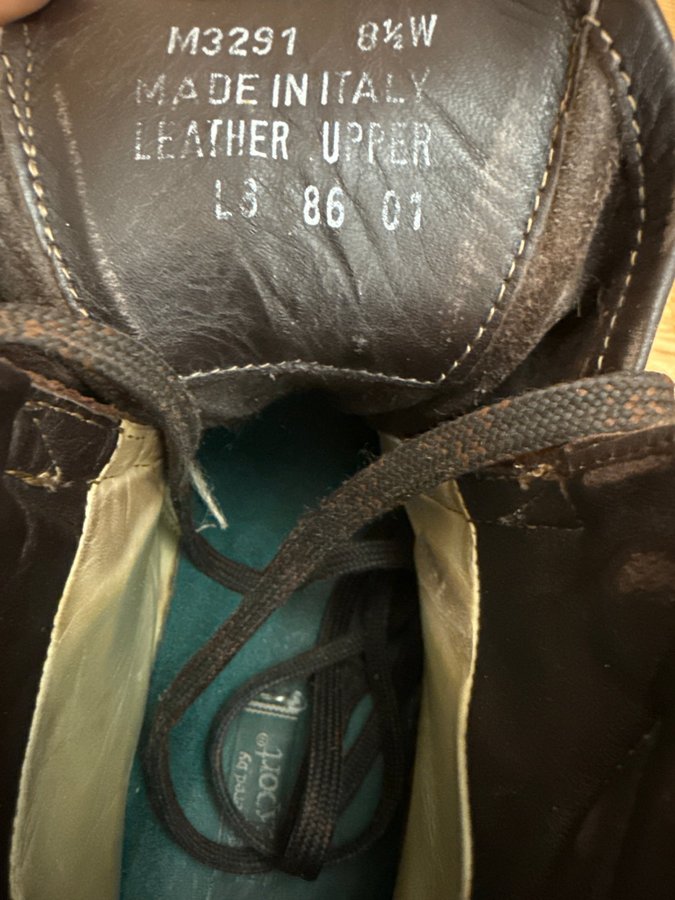 M3291 8½W
MADE IN ITALY
LEATHER UPPER
L3 86 01